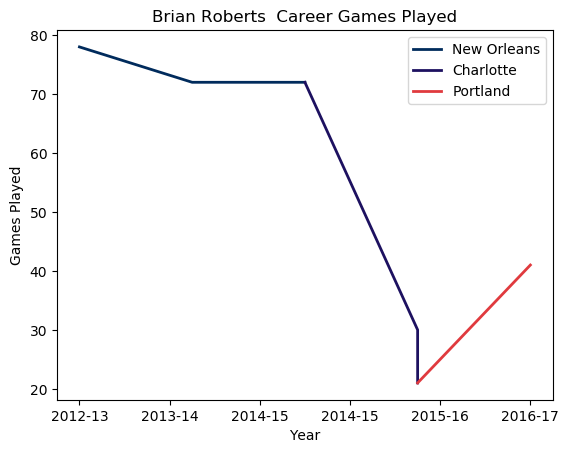 Brian Roberts  Career Games Played
New Orleans
Charlotte
Portland
80
70
60
50
40
30
20
Games Played
2012-13 2013-14 2014-15 2014-15 2015-16 2016-17
Year